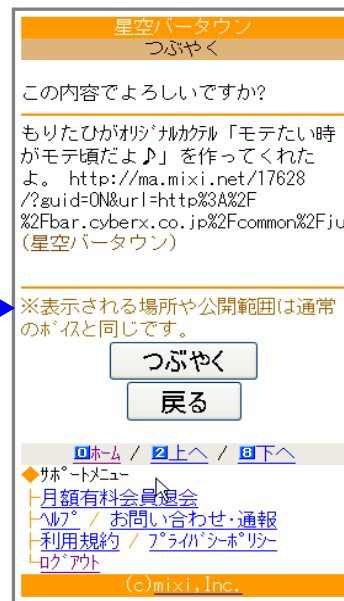 星空バータウン
つぶやく
この内容でよろしいですか?
もりたひがｵﾘｼﾞﾅﾙｶｸﾃﾙ「モテたい時
がモテ頃だよ♪」を作ってくれた
よ。 http://ma.mixi.net/17628
/?guid=ON&url=http%3A%2F
%2Fbar.cyberx.co.jp%2Fcommon%2Fju
(星空バータウン)
※表示される場所や公開範囲は通常
のﾎﾞｲｽと同じです。
つぶやく
戻る
0ﾎｰﾑ / 2上へ / 8下へ
◆ｻﾎﾟｰﾄﾒﾆｭｰ
├月額有料会員退会
├ﾍﾙﾌﾟ / お問い合わせ･通報
├利用規約 / ﾌﾟﾗｲﾊﾞｼｰﾎﾟﾘｼｰ
└ﾛｸﾞｱｳﾄ
(c)mixi,Inc.